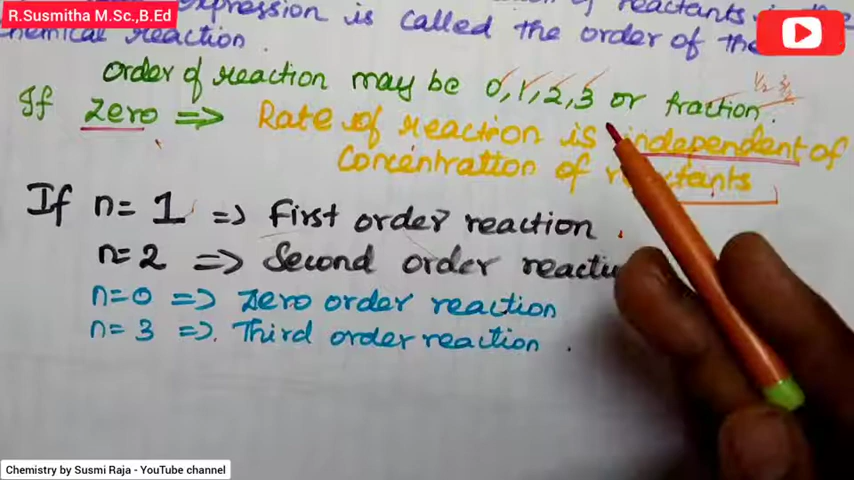 R.Susmitha M.Sc.,B.Ed
expression is called the order of the
chemical reaction
order of reaction may be 0,1,2,3 or fraction.
If zero => Rate of reaction is independent of
concentration of reactants
If n= 1 => First order reaction.
n= 2 => Second order
n=0 => zero order reaction
n= 3 => Third order reaction.
Chemistry by Susmi Raja - YouTube channel